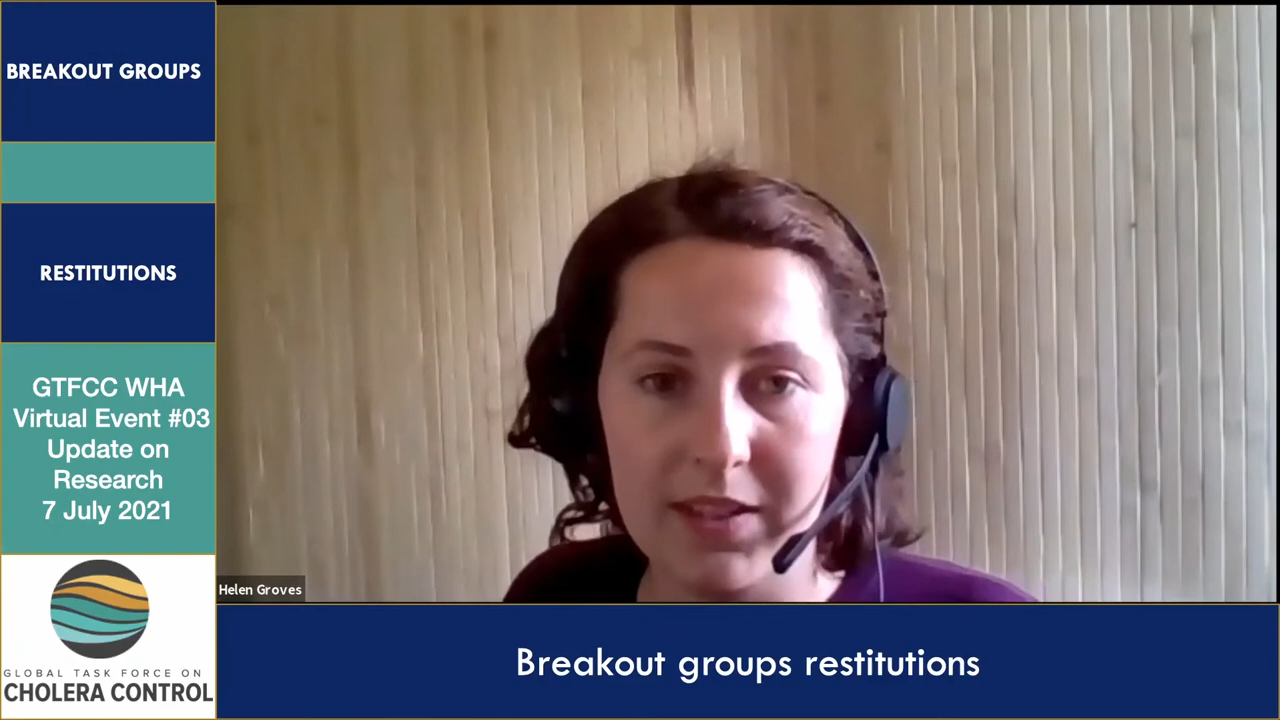 BREAKOUT GROUPS
RESTITUTIONS
GTFCC WHA
Virtual Event #03
Update on
Research
7 July 2021
GLOBAL TASK FORCE ON
CHOLERA CONTROL
Helen Groves
Breakout groups restitutions